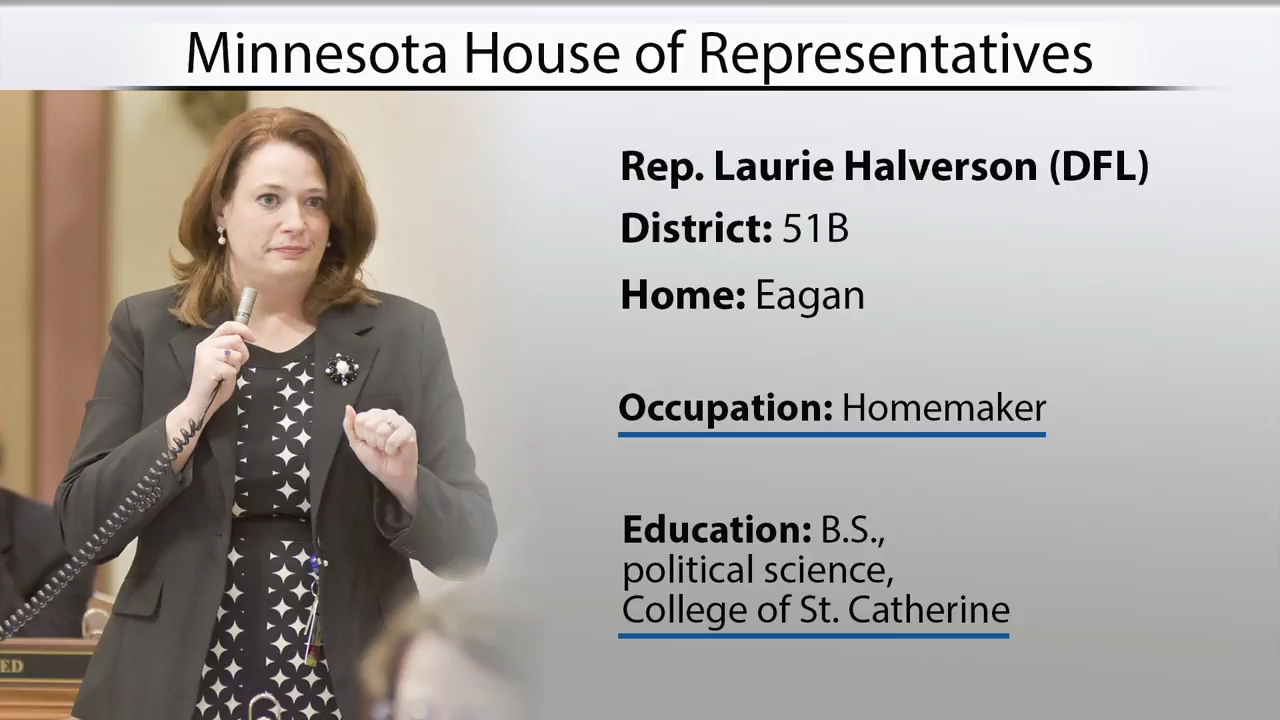 Minnesota House of Representatives
Rep. Laurie Halverson (DFL)
District: 51B
Home: Eagan
Occupation: Homemaker
Education: B.S.,
political science,
College of St. Catherine
ED